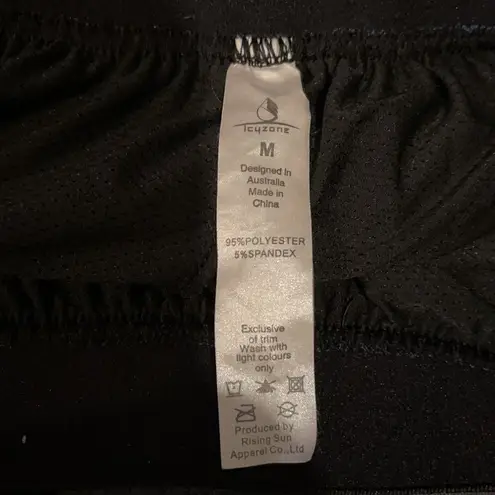 Icyzone
M
Designed In
Australia
Made in
China
95%POLYESTER
5%SPANDEX
Exclusive
of trim
Wash with
light colours
only
Produced by
Rising Sun
Apparel Co.,Ltd